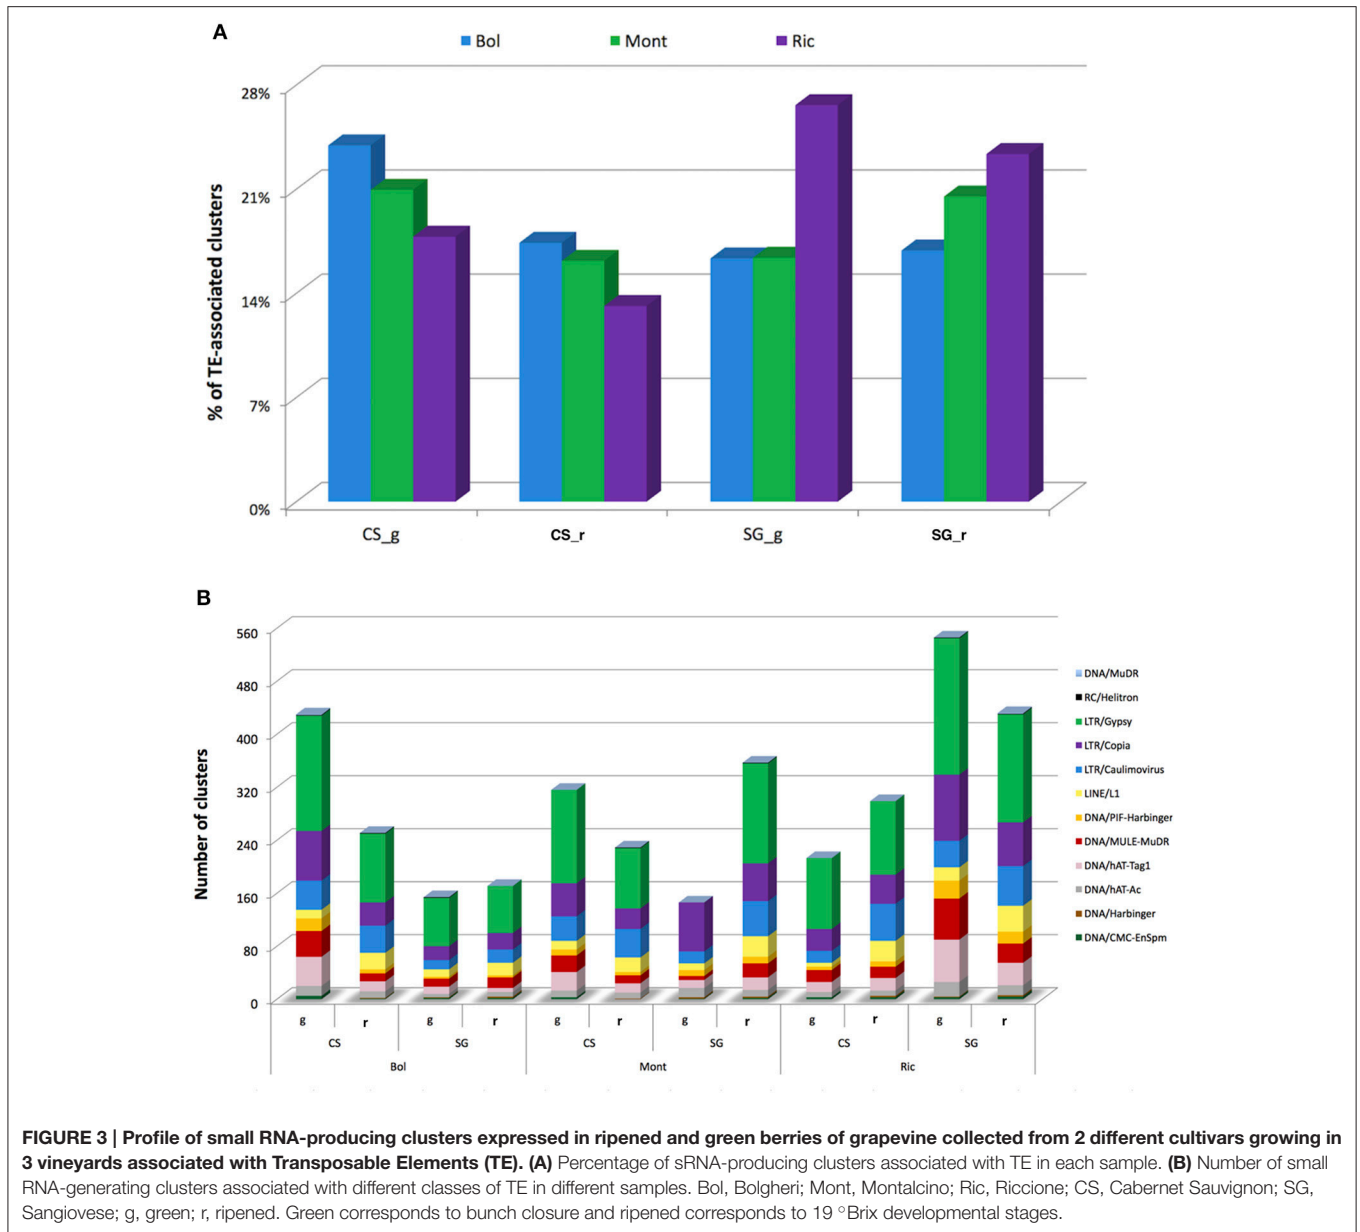 A
Bol Mont Ric
% of TE-associated clusters
28%
21%
14%
7%
0%
CS_g CS_r SG_g SG_r
B
Number of clusters
560
480
400
320
240
160
80
0
g r g r g r g r g r g r
CS SG CS SG CS SG
Bol Mont Ric
DNA/MuDR
RC/Helitron
LTR/Gypsy
LTR/Copia
LTR/Caulimovirus
LINE/L1
DNA/PIF-Harbinger
DNA/MULE-MuDR
DNA/hAT-Tag1
DNA/hAT-Ac
DNA/Harbinger
DNA/CMC-EnSpm
FIGURE 3 | Profile of small RNA-producing clusters expressed in ripened and green berries of grapevine collected from 2 different cultivars growing in
3 vineyards associated with Transposable Elements (TE). (A) Percentage of sRNA-producing clusters associated with TE in each sample. (B) Number of small
RNA-generating clusters associated with different classes of TE in different samples. Bol, Bolgheri; Mont, Montalcino; Ric, Riccione; CS, Cabernet Sauvignon; SG,
Sangiovese; g, green; r, ripened. Green corresponds to bunch closure and ripened corresponds to 19 °Brix developmental stages.